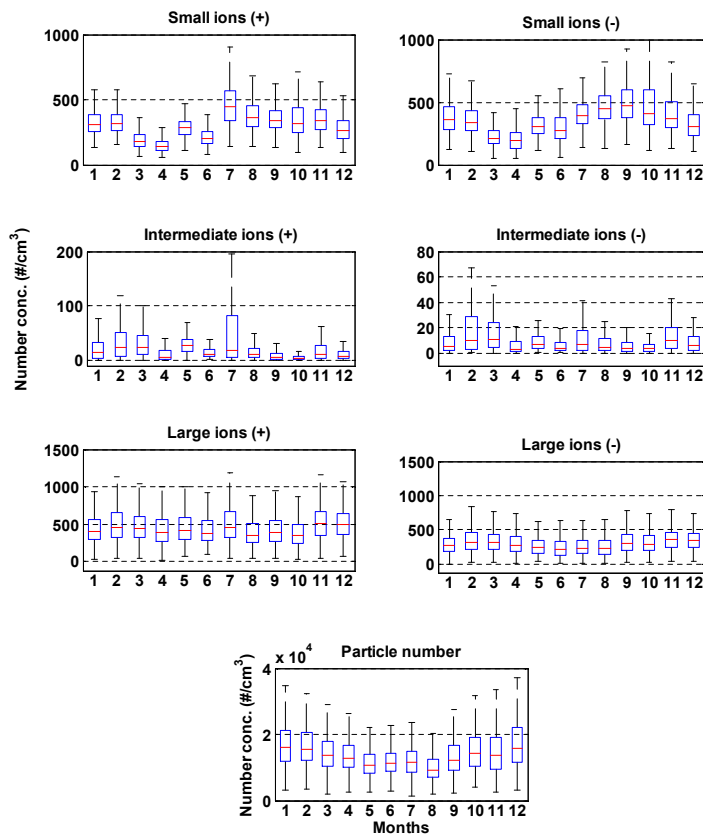 Small ions (+)
1000
500
0
1 2 3 4 5 6 7 8 9 10 11 12
Small ions (-)
1000
500
0
1 2 3 4 5 6 7 8 9 10 11 12
Number conc. (#/cm³)
Intermediate ions (+)
200
100
0
1 2 3 4 5 6 7 8 9 10 11 12
Intermediate ions (-)
80
60
40
20
0
1 2 3 4 5 6 7 8 9 10 11 12
Large ions (+)
1500
1000
500
0
1 2 3 4 5 6 7 8 9 10 11 12
Large ions (-)
1500
1000
500
0
1 2 3 4 5 6 7 8 9 10 11 12
Particle number
x 10⁴
Number conc. (#/cm³)
4
2
0
1 2 3 4 5 6 7 8 9 10 11 12
Months